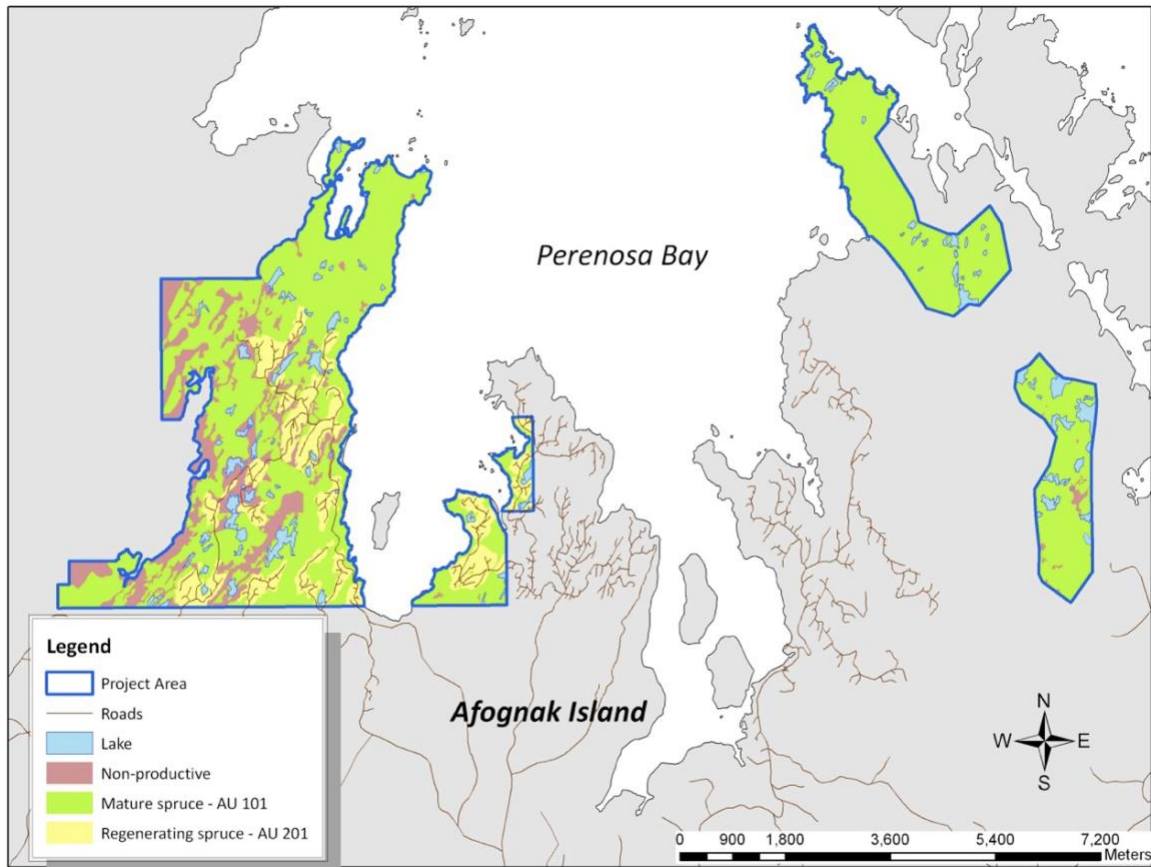 Perenosa Bay
Afognak Island
Legend
Project Area
Roads
Lake
Non-productive
Mature spruce - AU 101
Regenerating spruce - AU 201
N
W E
S
0 900 1,800 3,600 5,400 7,200
Meters